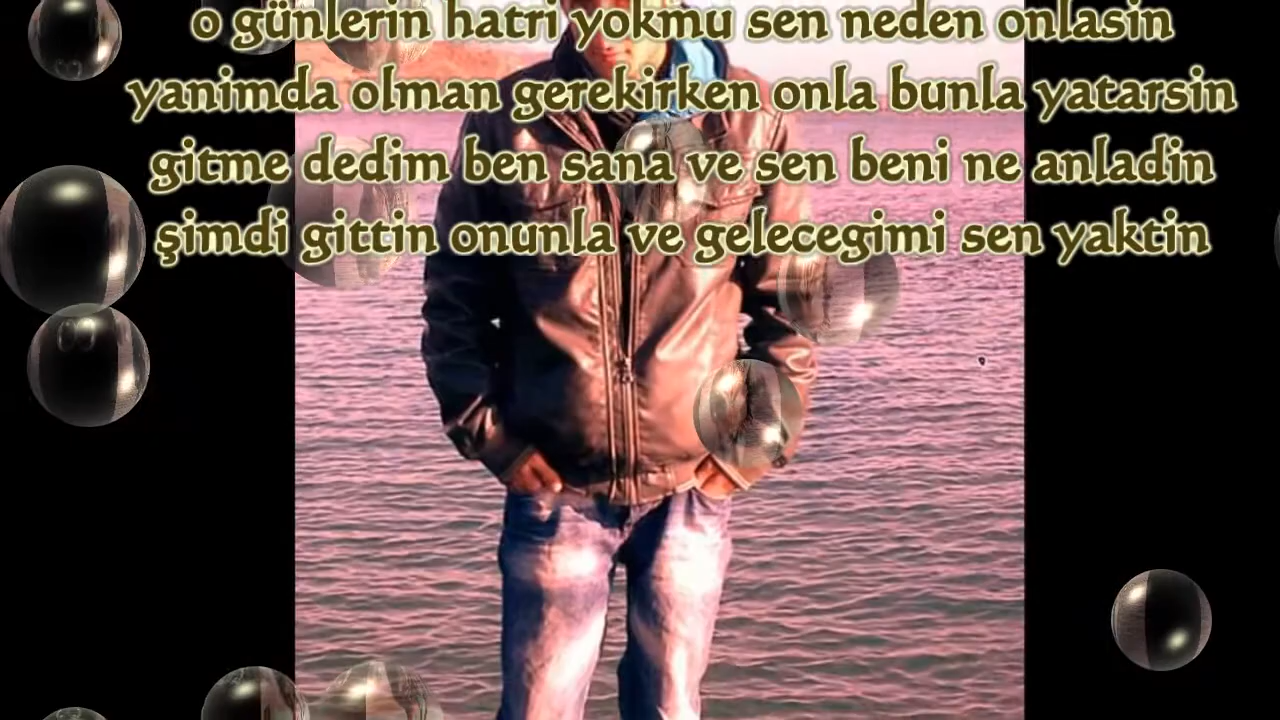 o günlerin hatri yokmu sen neden onlasin
yanimda olman gerekirken onla bunla yatarsin
gitme dedim ben sana ve sen beni ne anladin
şimdi gittin onunla ve gelecegimi sen yaktin